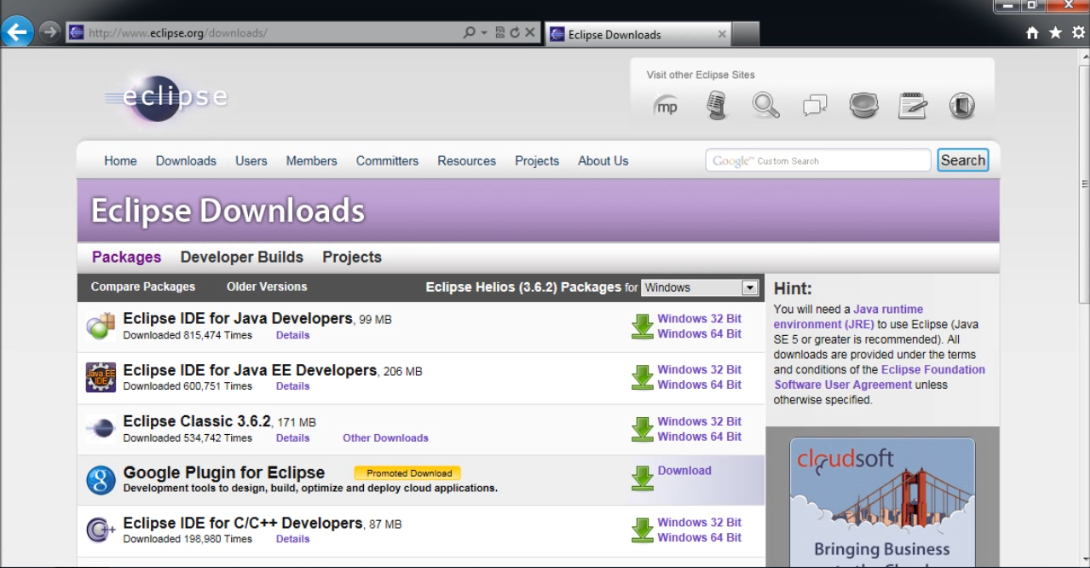 http://www.eclipse.org/downloads/
Eclipse Downloads
eclipse
Visit other Eclipse Sites
mp
Home Downloads Users Members Committers Resources Projects About Us
Google™ Custom Search Search
Eclipse Downloads
Packages Developer Builds Projects
Compare Packages Older Versions Eclipse Helios (3.6.2) Packages for Windows
Eclipse IDE for Java Developers, 99 MB
Downloaded 815,474 Times Details
Windows 32 Bit
Windows 64 Bit
Java EE
IDE
Eclipse IDE for Java EE Developers, 206 MB
Downloaded 600,751 Times Details
Windows 32 Bit
Windows 64 Bit
Eclipse Classic 3.6.2, 171 MB
Downloaded 534,742 Times Details Other Downloads
Windows 32 Bit
Windows 64 Bit
g
Google Plugin for Eclipse Promoted Download
Development tools to design, build, optimize and deploy cloud applications.
Download
C++
Eclipse IDE for C/C++ Developers, 87 MB
Downloaded 198,980 Times Details
Windows 32 Bit
Windows 64 Bit
Hint:
You will need a Java runtime
environment (JRE) to use Eclipse (Java
SE 5 or greater is recommended). All
downloads are provided under the terms
and conditions of the Eclipse Foundation
Software User Agreement unless
otherwise specified.
cloudsoft
Bringing Business
to the Cloud